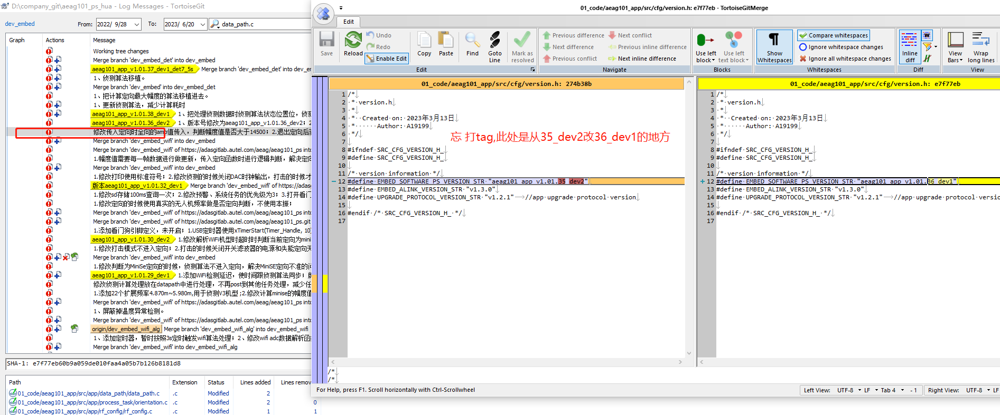 D:\company_git\aeag101_ps_hua - Log Messages - TortoiseGit
dev_embed From: 2022/ 9/28 To: 2023/ 6/20 data_path.c
Graph Actions Message
Working tree changes
Merge branch 'dev_embed_det' into dev_embed
aeag101_app_v1.01.37_dev1_det7_5s Merge branch 'dev_embed_det' into dev_er
1、侦测算法移植。
Merge branch 'dev_embed' into dev_embed_det
1、把计算定向最大幅度的算法移植进去。
1、更新侦测算法，减少计算耗时
aeag101_app_v1.01.38_dev1 1、把处理侦测数据时侦测算法状态位置位，侦测
aeag101_app_v1.01.36_dev2 1、版本号修改为aeag101_app_v1.01.36_dev2；2
修改传入定向时全向的amp值传入，判断幅度值是否大于14500；2.退出定向后
Merge branch 'dev_embed_wifi' into dev_embed
Merge branch 'dev_embed_wifi' of https://adasgitlab.autel.com/aeag/aeag101_ps into
1.幅度值需要每一帧数据进行做更新，传入定向函数时进行逻辑判断，解决定向
Merge branch 'dev_embed_wifi' into dev_embed
1.修改打印使用标准符号；2.修改侦测的时候关闭DAC时钟输出，打击的时候才
版本aeag101_app_v1.01.32_dev1 Merge branch 'dev_embed_wifi' of https://adasg
1.修改sd存储100ms查询一次；2.修改预警、系统任务的优先级为3；3.打开看门
1.修改定向的时候使用真实的无人机频率做是否定向判断，不使用本振；
Merge branch 'dev_embed_wifi' of https://adasgitlab.autel.com/aeag/aeag101_ps into
Merge branch 'dev_embed_wifi' of https://adasgitlab.autel.com/aeag/aeag101_ps.git
1.添加看门狗引脚定义，未开启；1.USB定时器使用xTimerStart(Timer_Handle, 10)
aeag101_app_v1.01.30_dev2 1.修改解析WiFi机型时超时时判断当前定向为mini
1.修改打击模式不进入定向；2.打击的时候关闭开关滤波器的电源和失能定向天
Merge branch 'dev_embed_wifi' into dev_embed
1.修改判断为MiniSe定向的时候，侦测算法不进入定向，解决MiniSE定向不准的问
aeag101_app_v1.01.29_dev1 1.添加WiFi检测延迟，使时间跟侦测算法同步；版
修改侦测计算处理放在datapath中进行处理，不再post到其他任务处理，减少任
1.添加22个扩展频率4.870m~5.980m,用于侦测V3机型 ;2.修改计算minise的幅度值
Merge branch 'dev_embed_wifi' of https://adasgitlab.autel.com/aeag/aeag101_ps into
1、屏蔽掉温度异常检测。
Merge branch 'dev_embed_wifi' of https://adasgitlab.autel.com/aeag/aeag101_ps into
origin/dev_embed_wifi_alg Merge branch 'dev_embed_wifi_alg' into dev_embed_wifi
1、添加定时器，暂时按照3s定时触发wifi算法处理；2、修改wifi adc数据解析函
Merge branch 'dev_embed_wifi' into dev_embed_wifi_alg
SHA-1: e7f77eb60b9a059de010faa4a05b7b126b8181d8
Path Extension Status Lines added Lines remov
01_code/aeag101_app/src/app/data_path/data_path.c .c Modified 2
01_code/aeag101_app/src/app/process_task/orientation.c .c Modified 2 0
01_code/aeag101_app/src/app/rf_config/rf_config.c .c Modified 1 1
01_code/aeag101_app/src/cfg/version.h: e7f77eb - TortoiseGitMerge
Edit
Save Reload Undo Redo Enable Edit Copy Paste Find Goto Line Mark as resolved
Edit
Previous difference Next conflict
Next difference Previous inline difference
Previous conflict Next inline difference
Navigate
Use left block Use left text block
Blocks
Show Whitespaces Compare whitespaces
Ignore whitespace changes
Ignore all whitespace changes
Whitespaces
Inline diff
Diff
View Bars Wrap long lines
View
01_code/aeag101_app/src/cfg/version.h: 274b38b
1 /*
2 * version.h
3 *
4 * Created on: 2023年3月13日
5 * Author: A19199
6 */
7
8 #ifndef SRC_CFG_VERSION_H_
9 #define SRC_CFG_VERSION_H_
10
11 /* version information */
12 #define EMBED_SOFTWARE_PS_VERSION_STR "aeag101_app_v1.01.35_dev2"
13 #define EMBED_ALINK_VERSION_STR "v1.3.0"
14 #define UPGRADE_PROTOCOL_VERSION_STR "v1.2.1" //app upgrade protocol version
15
16 #endif /* SRC_CFG_VERSION_H_ */
17
忘 打tag,此处是从35_dev2改36_dev1的地方
01_code/aeag101_app/src/cfg/version.h: e7f77eb
1 /*
2 * version.h
3 *
4 * Created on: 2023年3月13日
5 * Author: A19199
6 */
7
8 #ifndef SRC_CFG_VERSION_H_
9 #define SRC_CFG_VERSION_H_
10
11 /* version information */
12 #define EMBED_SOFTWARE_PS_VERSION_STR "aeag101_app_v1.01.36_dev1"
13 #define EMBED_ALINK_VERSION_STR "v1.3.0"
14 #define UPGRADE_PROTOCOL_VERSION_STR "v1.2.1" //app upgrade protocol versio
15
16 #endif /* SRC_CFG_VERSION_H_ */
17
/*
/*
For Help, press F1. Scroll horizontally with Ctrl-Scrollwheel
Left View: UTF-8 LF Tab 4 - 1 Right View: UTF-8 LF